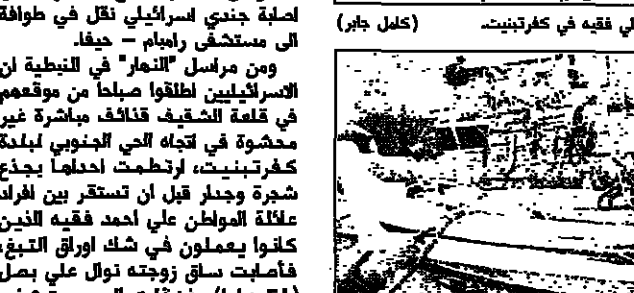 اصابة جندي اسرائيلي نقل في طوافة
الى مستشفى رامبام – حيفا.
ومن مراسل "النهار" في النبطية ان
الاسرائيليين اطلقوا صباحاً من موقعهم
في قلعة الشقيف قذائف مباشرة غير
محشوة في اتجاه الحي الجنوبي لبلدة
كفرتبنيت، ارتطمت احداها بجذع
شجرة وجدار قبل ان تستقر بين افراد
عائلة المواطن علي احمد فقيه الذين
كانوا يعملون في شك اوراق التبغ،
فأصابت ساق زوجته نوال علي بصل
لي فقيه في كفرتبنيت.
(كامل جابر)